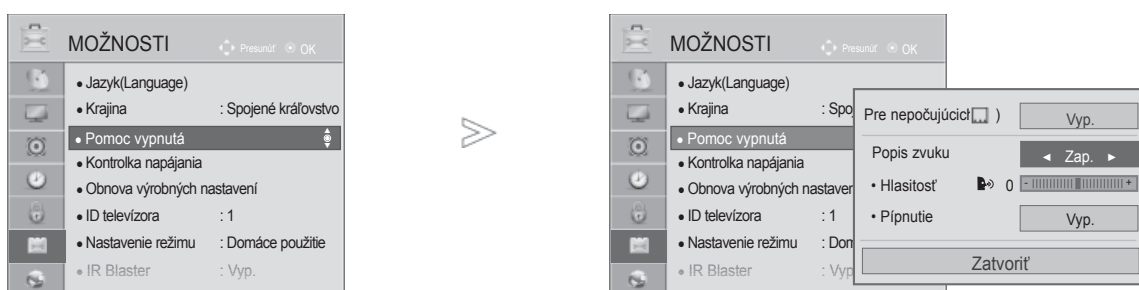 MOŽNOSTI
Presunúť OK
• Jazyk(Language)
• Krajina : Spojené kráľovstvo
• Pomoc vypnutá
• Kontrolka napájania
• Obnova výrobných nastavení
• ID televízora : 1
• Nastavenie režimu : Domáce použitie
• IR Blaster : Vyp.
MOŽNOSTI
Presunúť OK
• Jazyk(Language)
• Krajina : Spoj
• Pomoc vypnutá
• Kontrolka napájania
• Obnova výrobných nastaven
• ID televízora : 1
• Nastavenie režimu : Dom
• IR Blaster : Vyp
Pre nepočujúcich ) Vyp.
Popis zvuku ◄ Zap. ►
• Hlasitosť 0 - +
• Pípnutie Vyp.
Zatvoriť